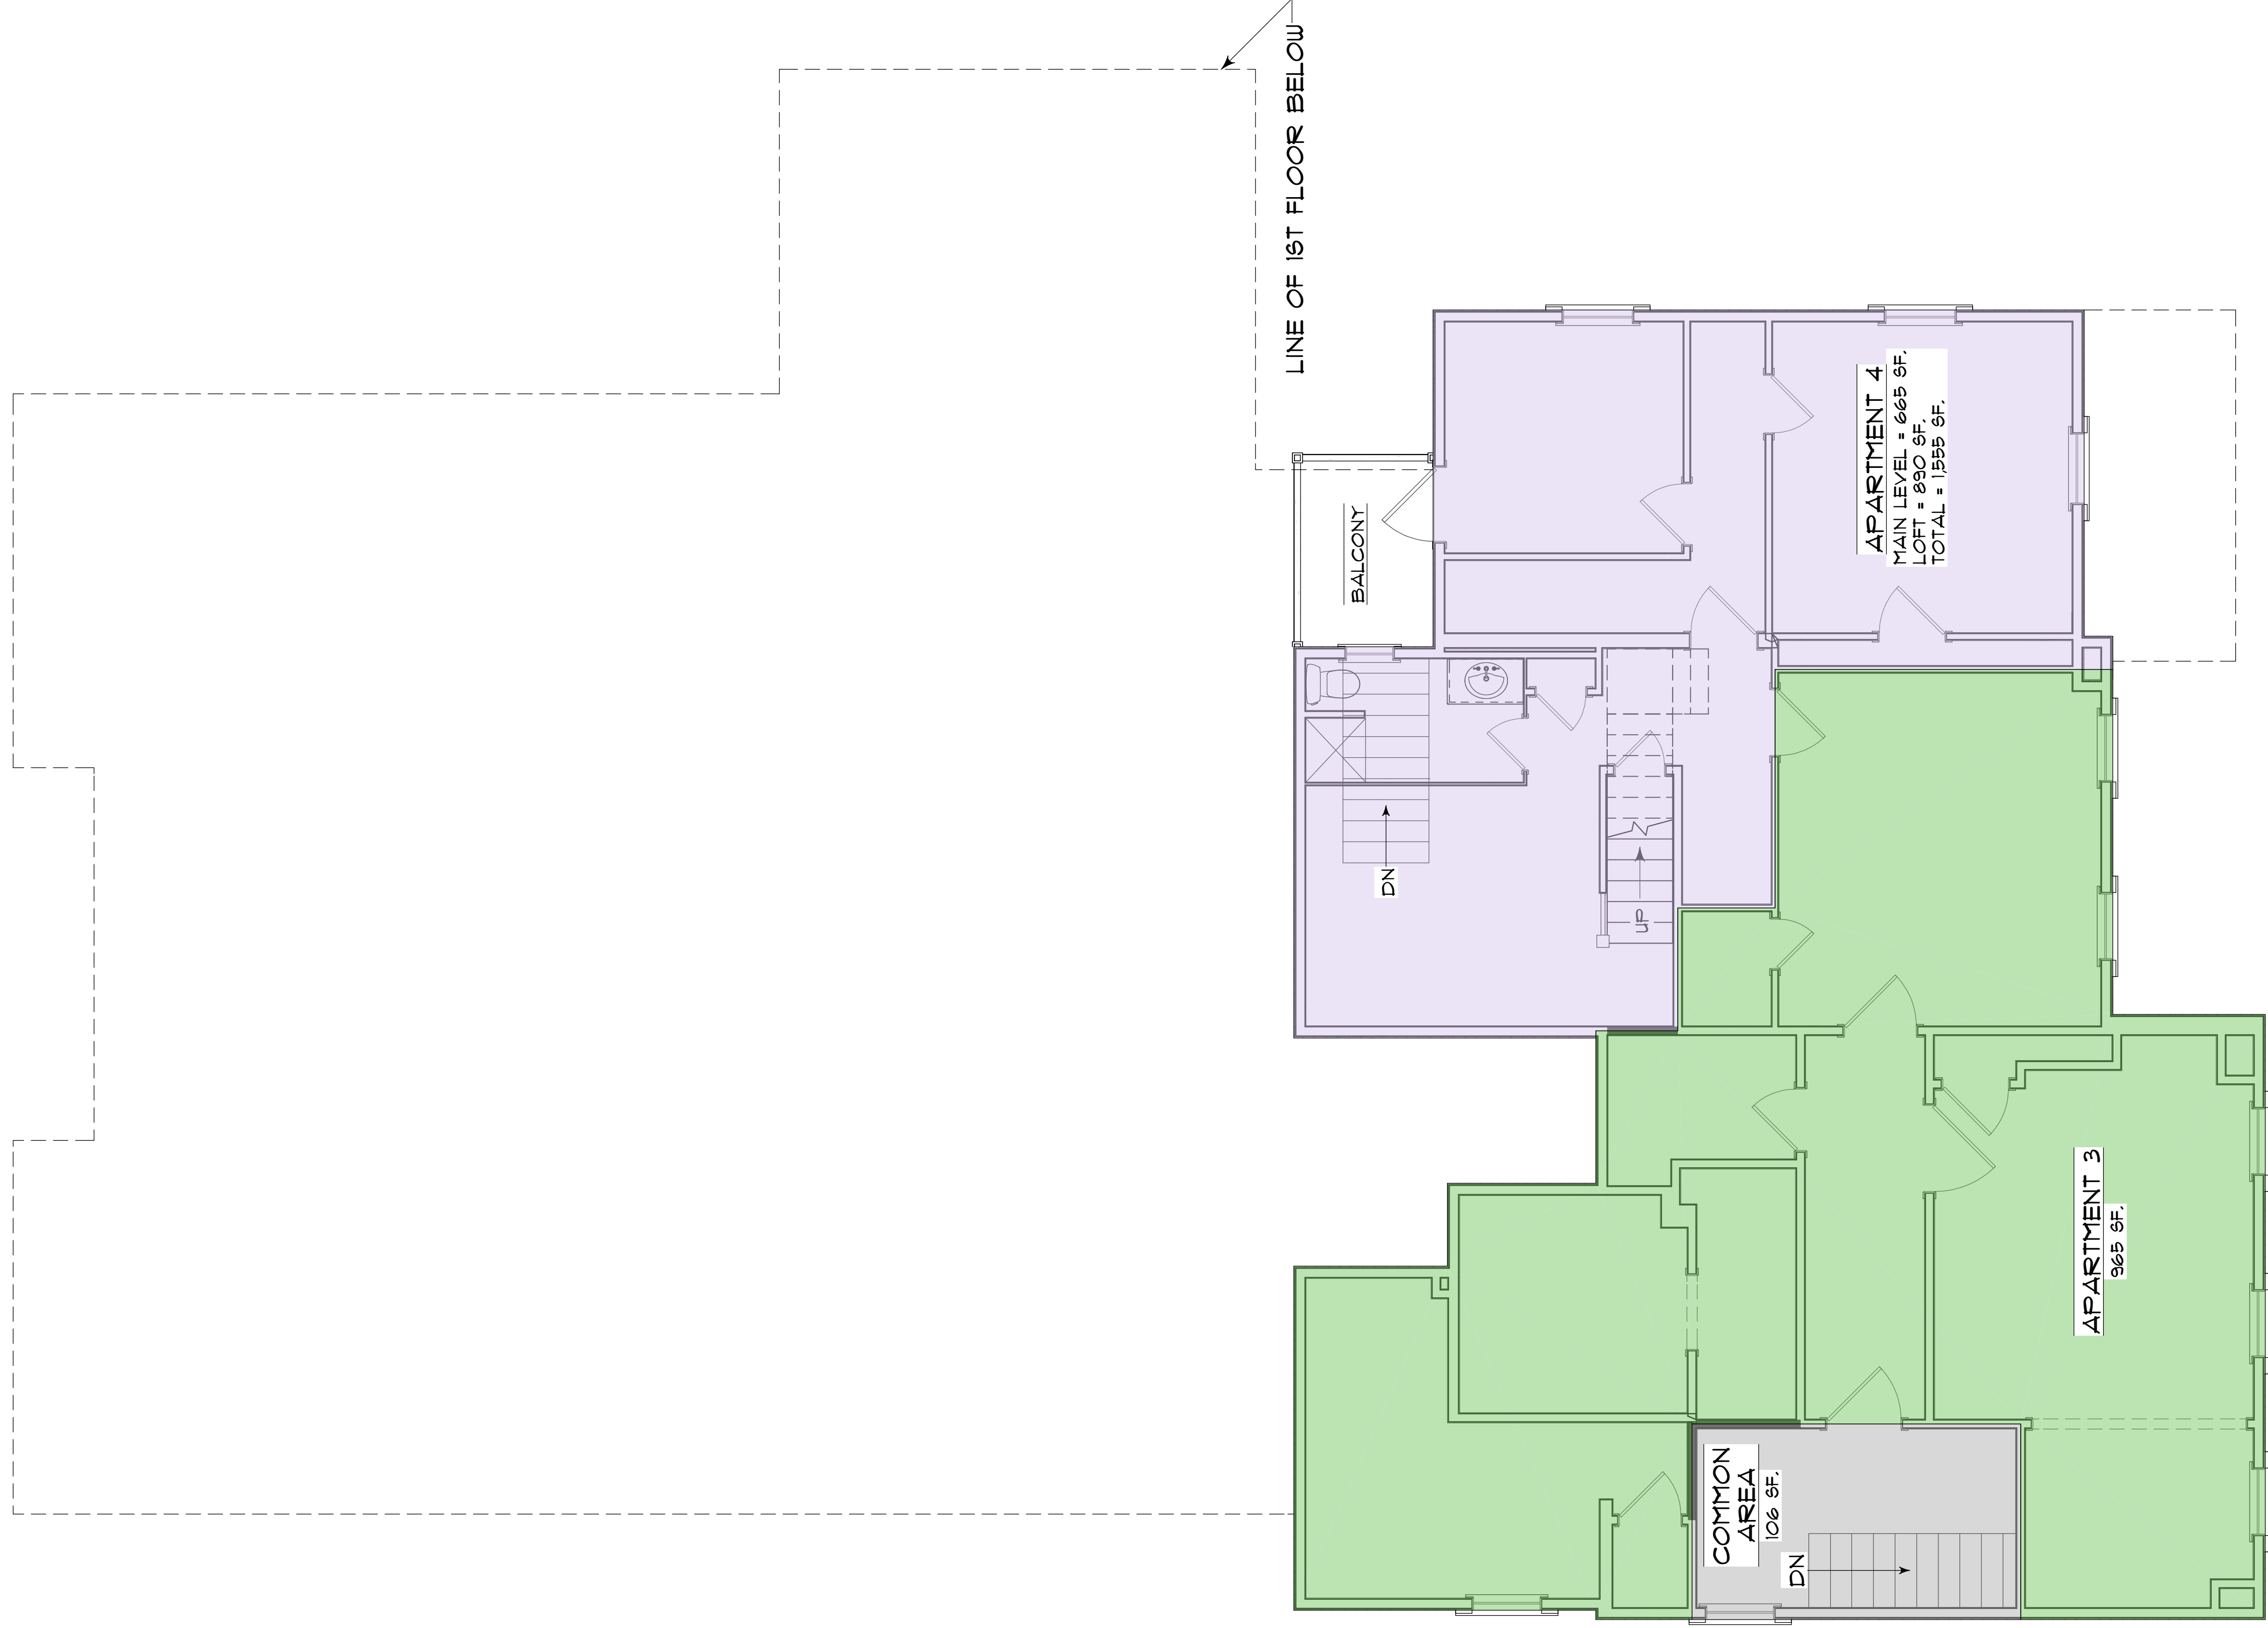 LINE OF 1ST FLOOR BELOW
BALCONY
APARTMENT 4
MAIN LEVEL = 665 SF.
LOFT = 890 SF.
TOTAL = 1,555 SF.
DN
UP
APARTMENT 3
965 SF.
COMMON
AREA
106 SF.
DN